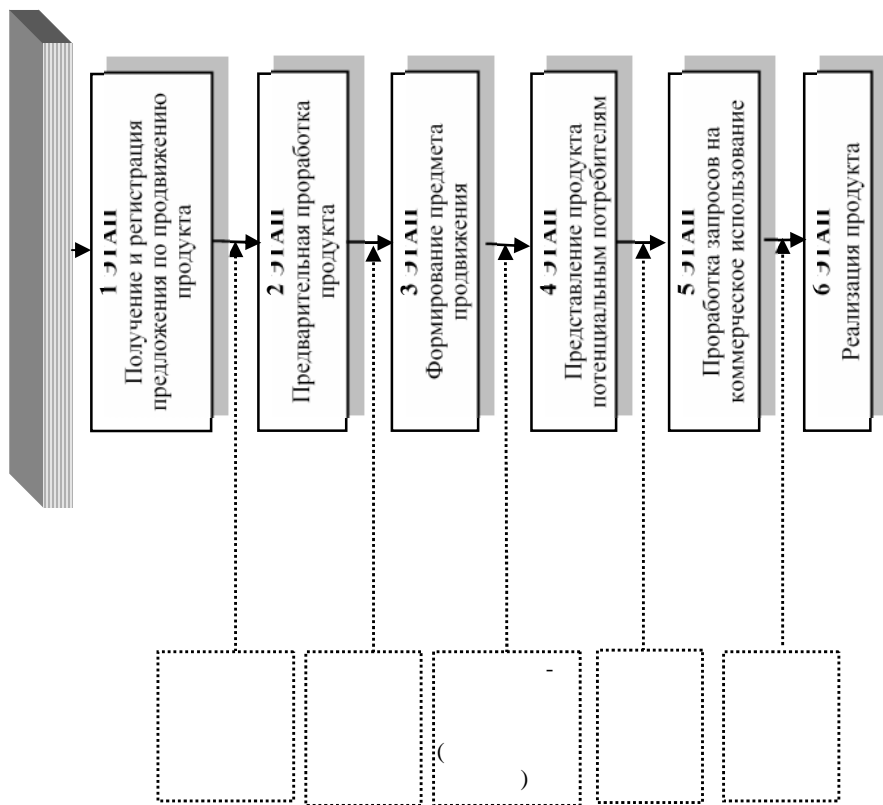 1 ЭТАП
Получение и регистрация
предложения по продвижению
продукта
2 ЭТАП
Предварительная проработка
продукта
3 ЭТАП
Формирование предмета
продвижения
4 ЭТАП
Представление продукта
потенциальным потребителям
5 ЭТАП
Проработка запросов на
коммерческое использование
6 ЭТАП
Реализация продукта
-
(
)